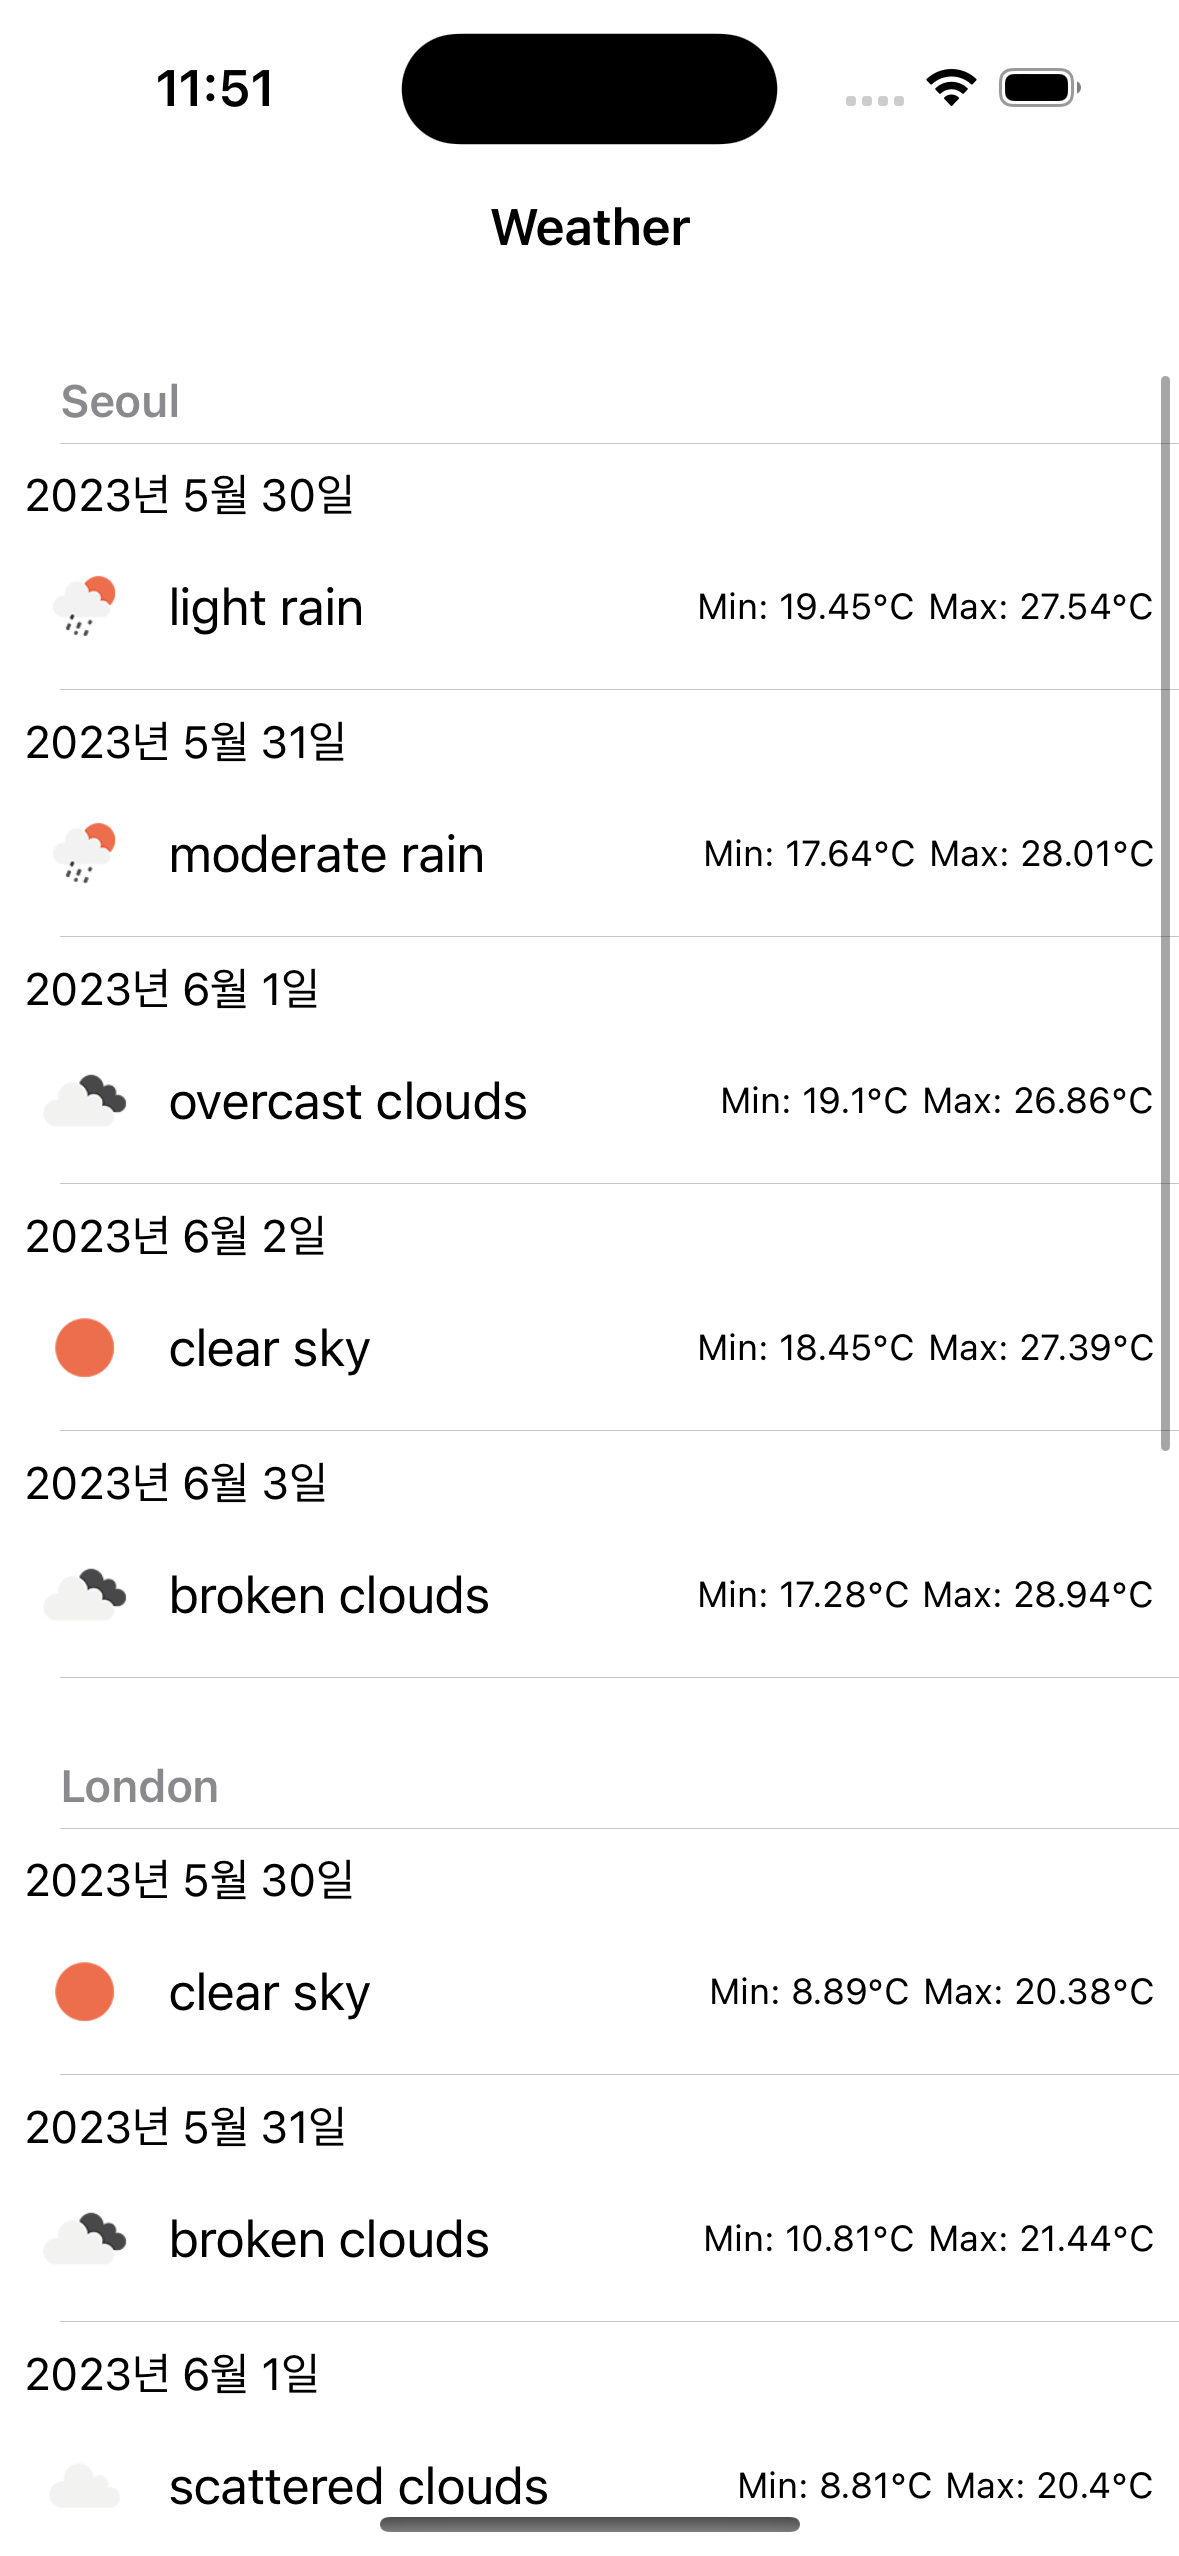 11:51
Weather
Seoul
2023년 5월 30일
light rain Min: 19.45°C Max: 27.54°C
2023년 5월 31일
moderate rain Min: 17.64°C Max: 28.01°C
2023년 6월 1일
overcast clouds Min: 19.1°C Max: 26.86°C
2023년 6월 2일
clear sky Min: 18.45°C Max: 27.39°C
2023년 6월 3일
broken clouds Min: 17.28°C Max: 28.94°C
London
2023년 5월 30일
clear sky Min: 8.89°C Max: 20.38°C
2023년 5월 31일
broken clouds Min: 10.81°C Max: 21.44°C
2023년 6월 1일
scattered clouds Min: 8.81°C Max: 20.4°C